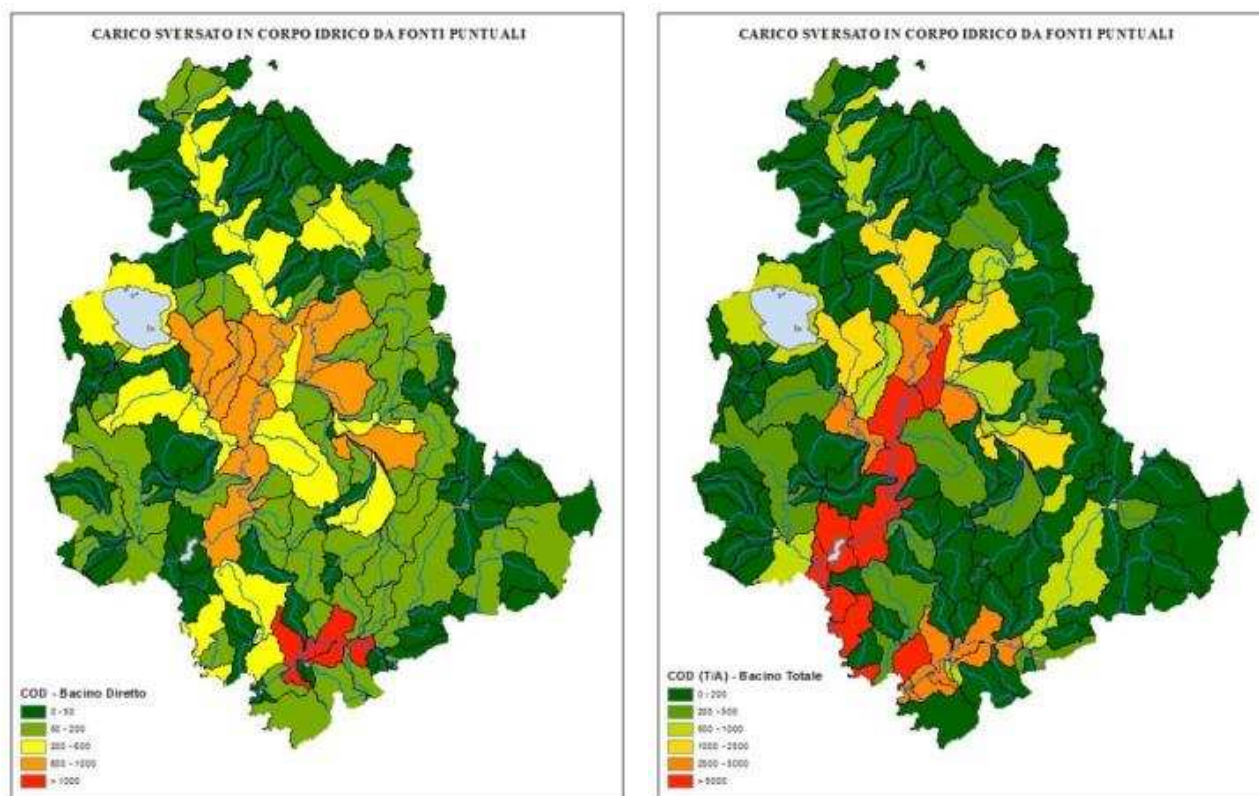 CARICO SVERSATO IN CORPO IDRICO DA FONTI PUNTUALI
COD - Bacino Diretto
0 - 50
50 - 200
200 - 600
600 - 1000
> 1000
CARICO SVERSATO IN CORPO IDRICO DA FONTI PUNTUALI
COD (T/A) - Bacino Totale
0 - 200
200 - 500
500 - 1000
1000 - 2500
2500 - 5000
> 5000